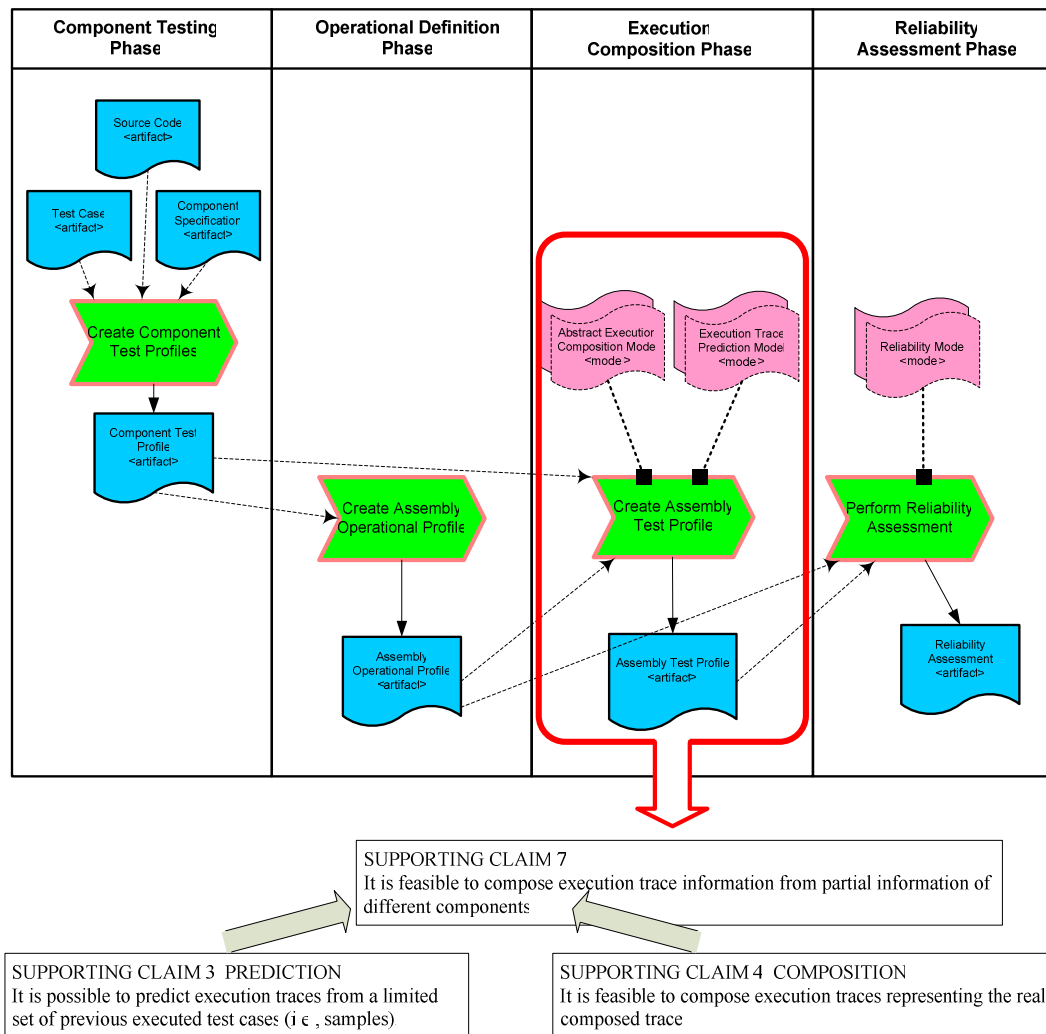 Component Testing
Phase
Operational Definition
Phase
Execution
Composition Phase
Reliability
Assessment Phase
Source Code
<artifact>
Test Case
<artifact>
Component
Specification
<artifact>
Create Component
Test Profiles
Component Test
Profile
<artifact>
Create Assembly
Operational Profile
Assembly
Operational Profile
<artifact>
Abstract Execution
Composition Mode
<mode>
Execution Trace
Prediction Model
<mode>
Create Assembly
Test Profile
Assembly Test Profile
<artifact>
Reliability Mode
<mode>
Perform Reliability
Assessment
Reliability
Assessment
<artifact>
SUPPORTING CLAIM 7
It is feasible to compose execution trace information from partial information of
different components
SUPPORTING CLAIM 3 PREDICTION
It is possible to predict execution traces from a limited
set of previous executed test cases (i e , samples)
SUPPORTING CLAIM 4 COMPOSITION
It is feasible to compose execution traces representing the real
composed trace